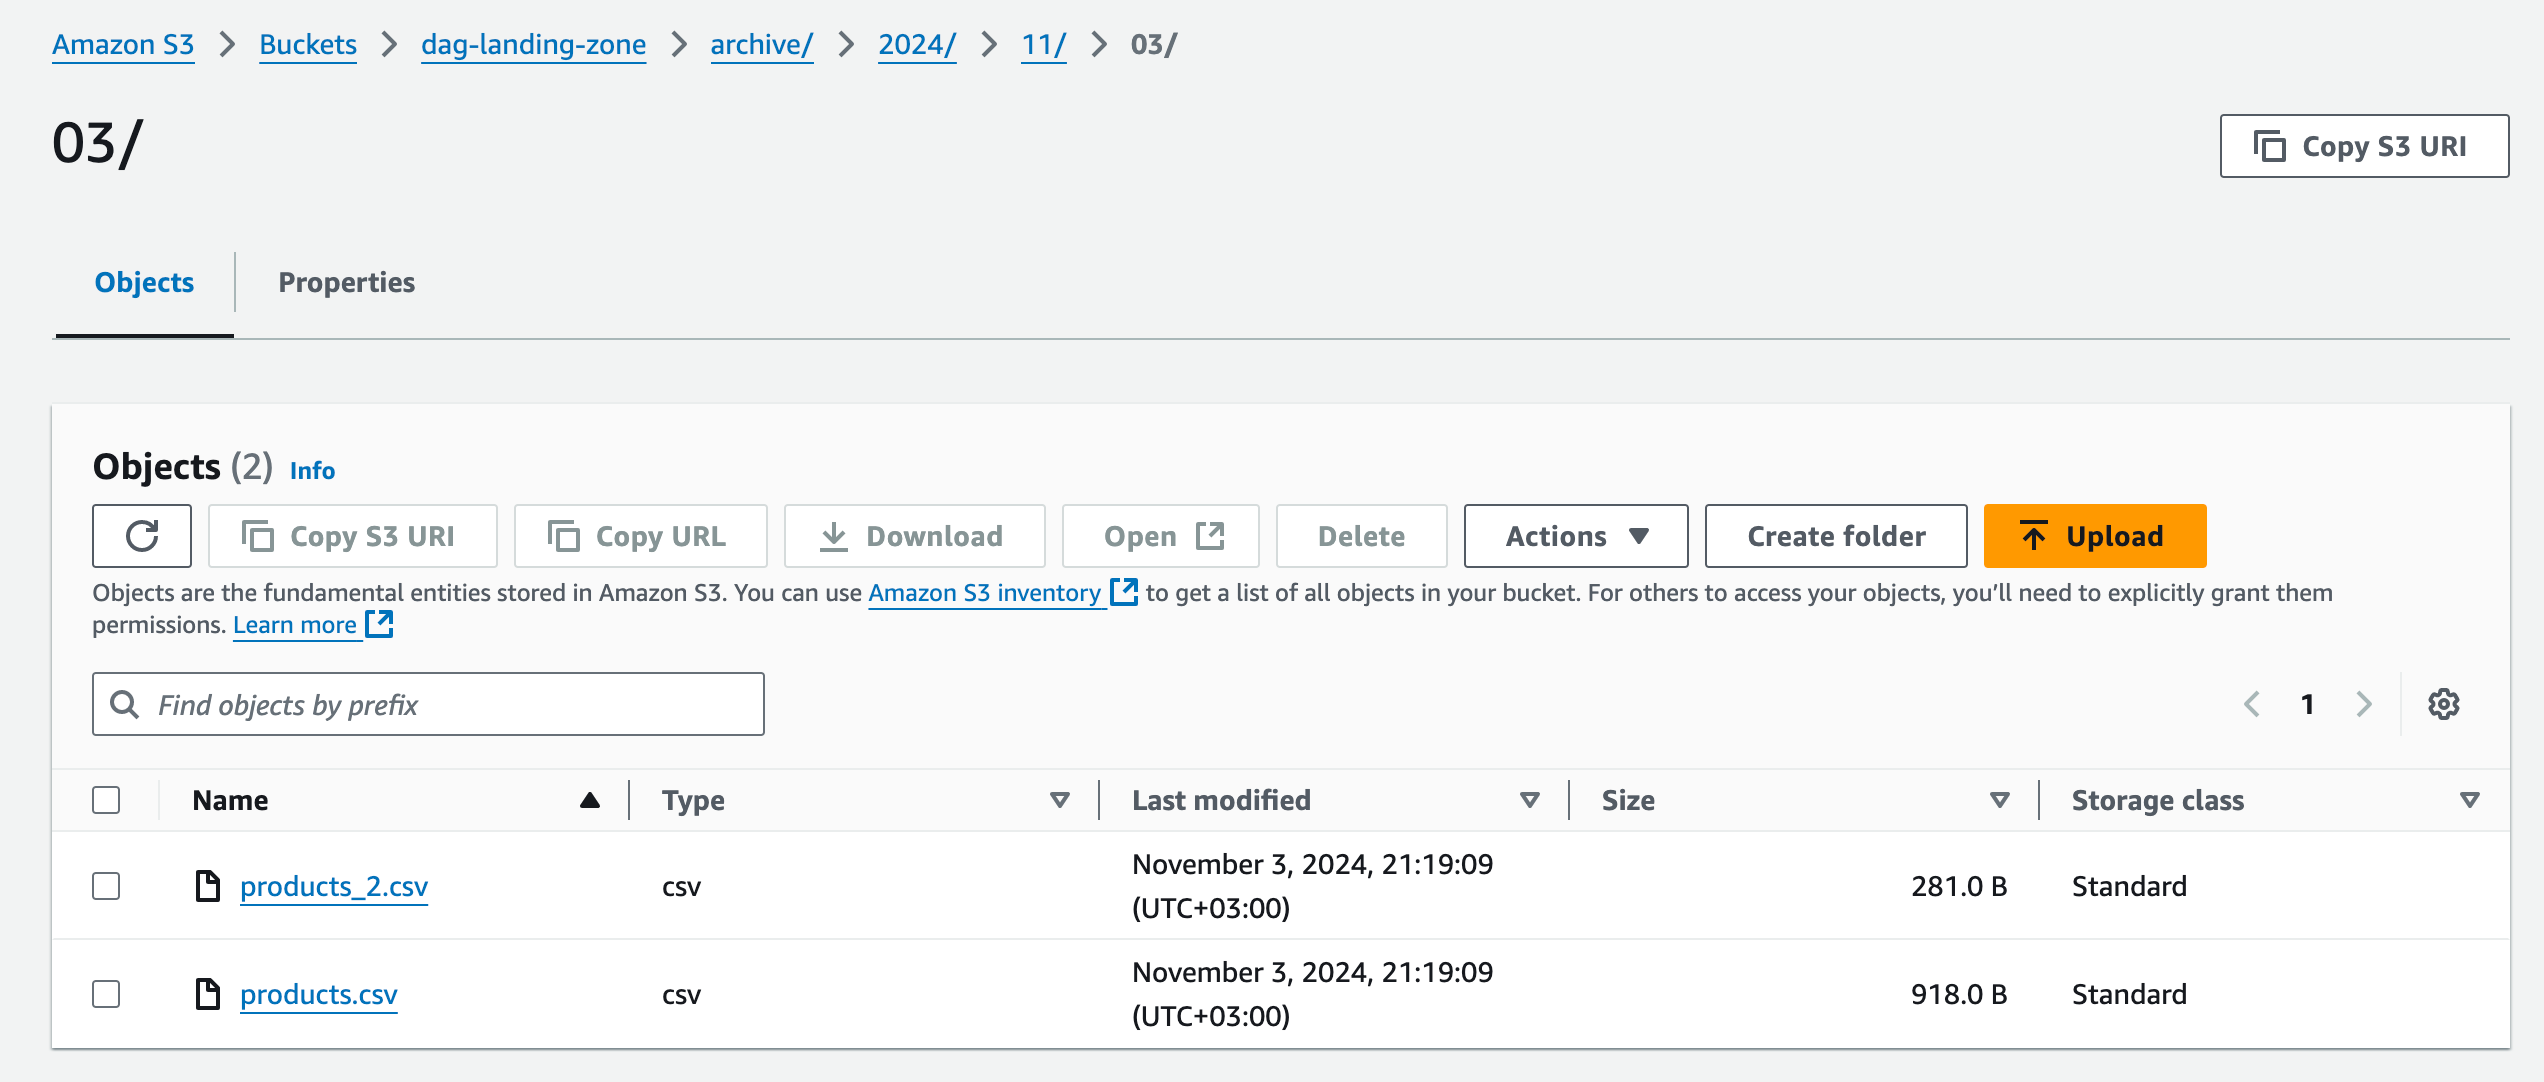 Amazon S3 > Buckets > dag-landing-zone > archive/ > 2024/ > 11/ > 03/
03/
Copy S3 URI
Objects Properties
Objects (2) Info
Copy S3 URI Copy URL Download Open Delete Actions Create folder Upload
Objects are the fundamental entities stored in Amazon S3. You can use Amazon S3 inventory to get a list of all objects in your bucket. For others to access your objects, you’ll need to explicitly grant them
permissions. Learn more
Find objects by prefix
1
Name Type Last modified Size Storage class
products_2.csv csv November 3, 2024, 21:19:09 (UTC+03:00) 281.0 B Standard
products.csv csv November 3, 2024, 21:19:09 (UTC+03:00) 918.0 B Standard